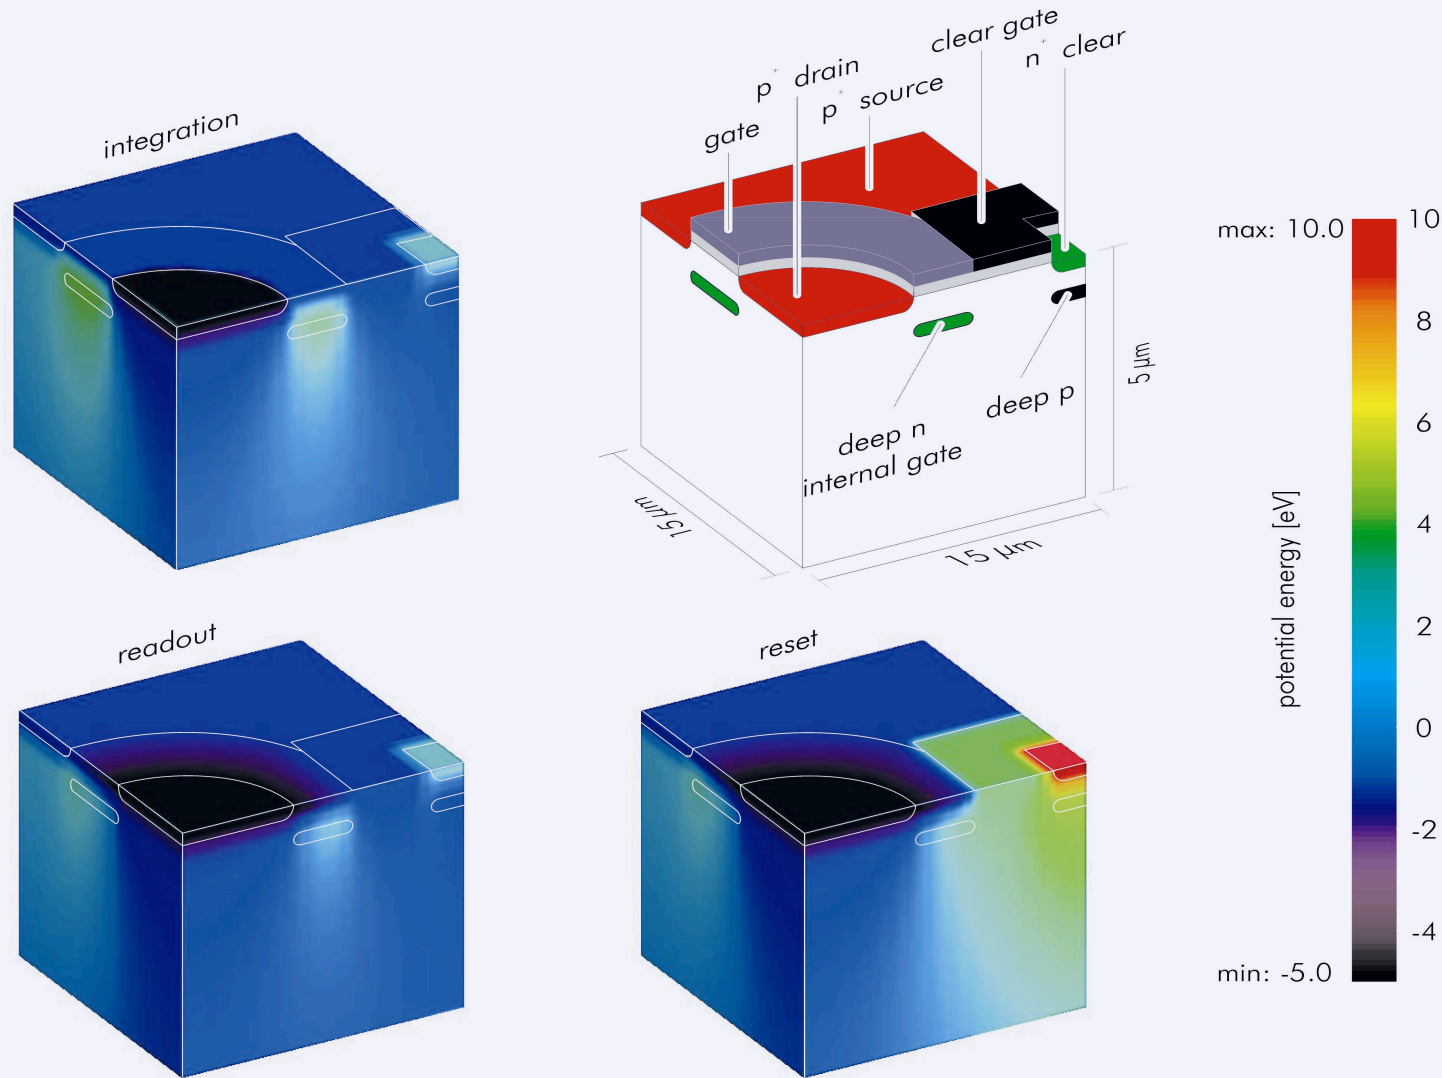 integration
gate
p⁺ drain
p⁺ source
clear gate
n⁺ clear
deep n
internal gate
deep p
5 µm
15 µm
15 µm
readout
reset
potential energy [eV]
max: 10.0
min: -5.0
10
8
6
4
2
0
-2
-4